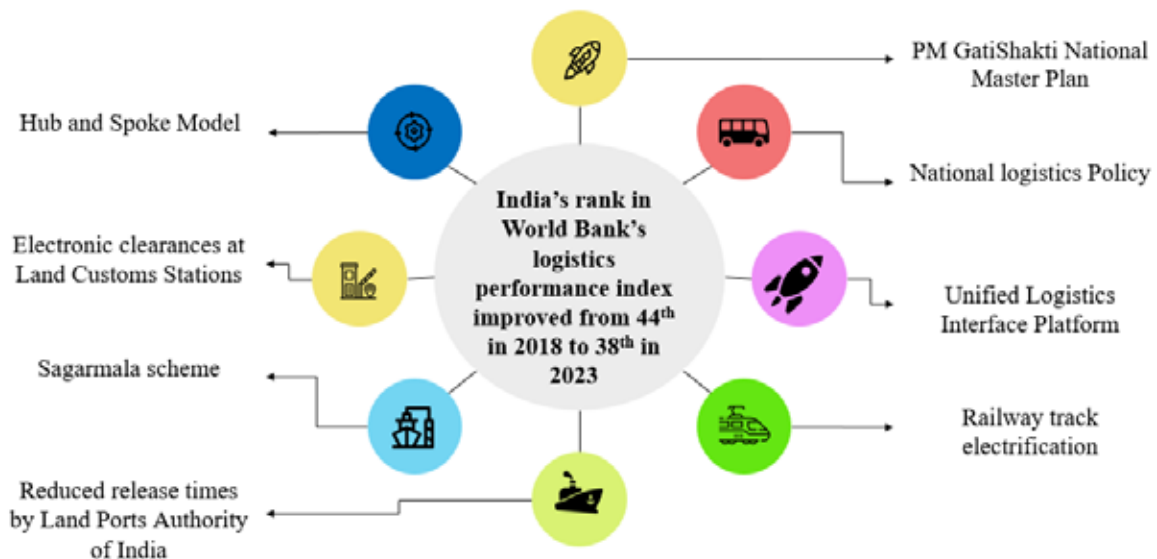 PM GatiShakti National
Master Plan
Hub and Spoke Model
National logistics Policy
India’s rank in
World Bank’s
logistics
performance index
improved from 44th
in 2018 to 38th in
2023
Electronic clearances at
Land Customs Stations
Unified Logistics
Interface Platform
Sagarmala scheme
Railway track
electrification
Reduced release times
by Land Ports Authority
of India